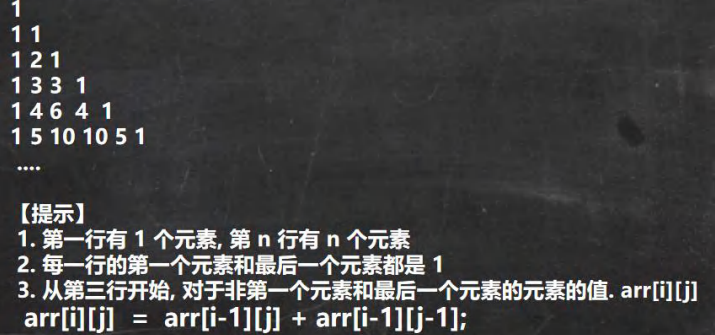 1
1 1
1 2 1
1 3 3 1
1 4 6 4 1
1 5 10 10 5 1
....
【提示】
1. 第一行有 1 个元素, 第 n 行有 n 个元素
2. 每一行的第一个元素和最后一个元素都是 1
3. 从第三行开始, 对于非第一个元素和最后一个元素的元素的值. arr[i][j]
arr[i][j] = arr[i-1][j] + arr[i-1][j-1];